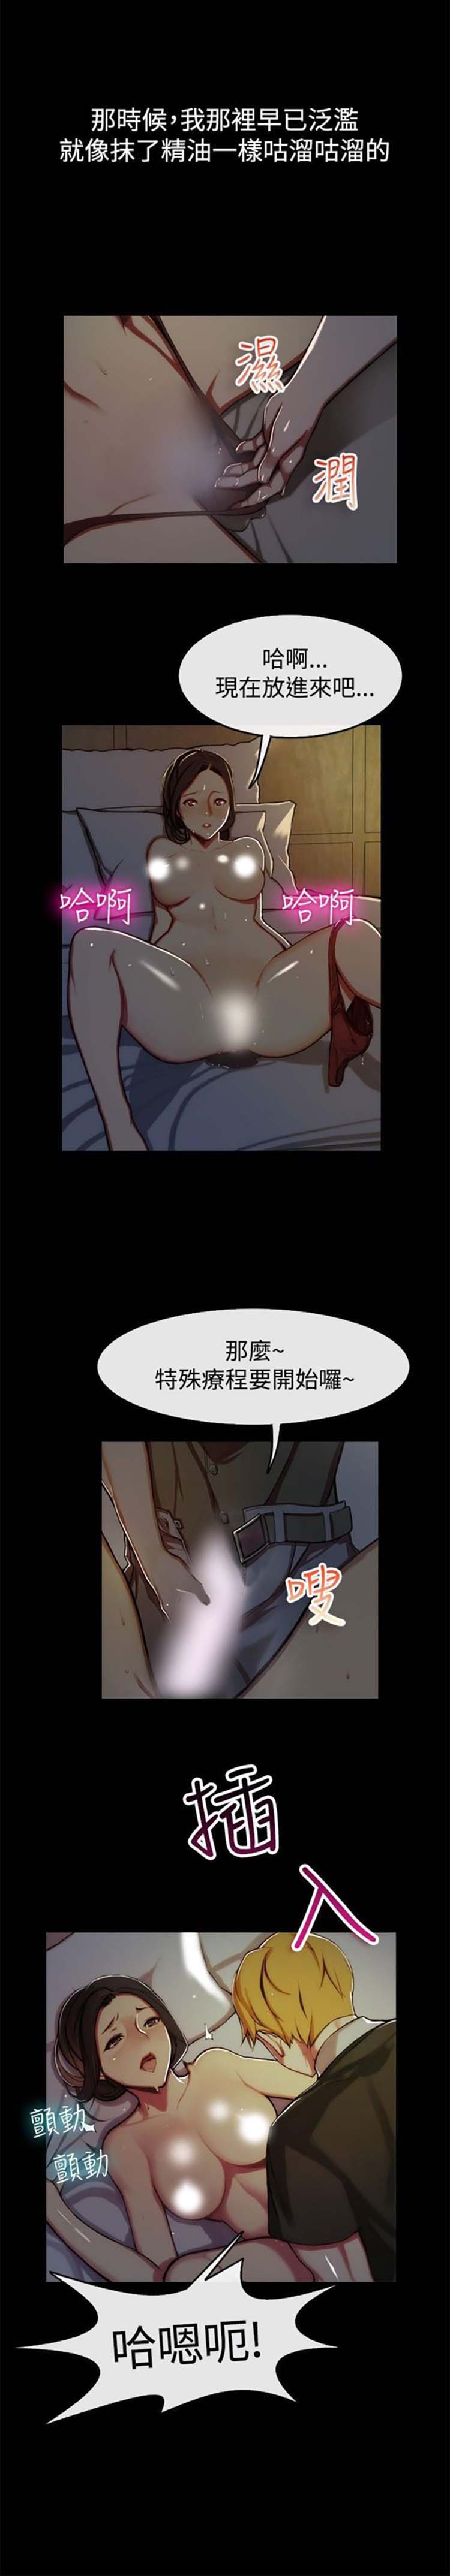 那時候，我那裡早已泛濫
就像抹了精油一樣咕溜咕溜的
濕
潤
哈啊...
現在放進來吧...
哈啊
哈啊
那麼~
特殊療程要開始囉~
嗖
插
入
顫動
顫動
哈嗯呃!